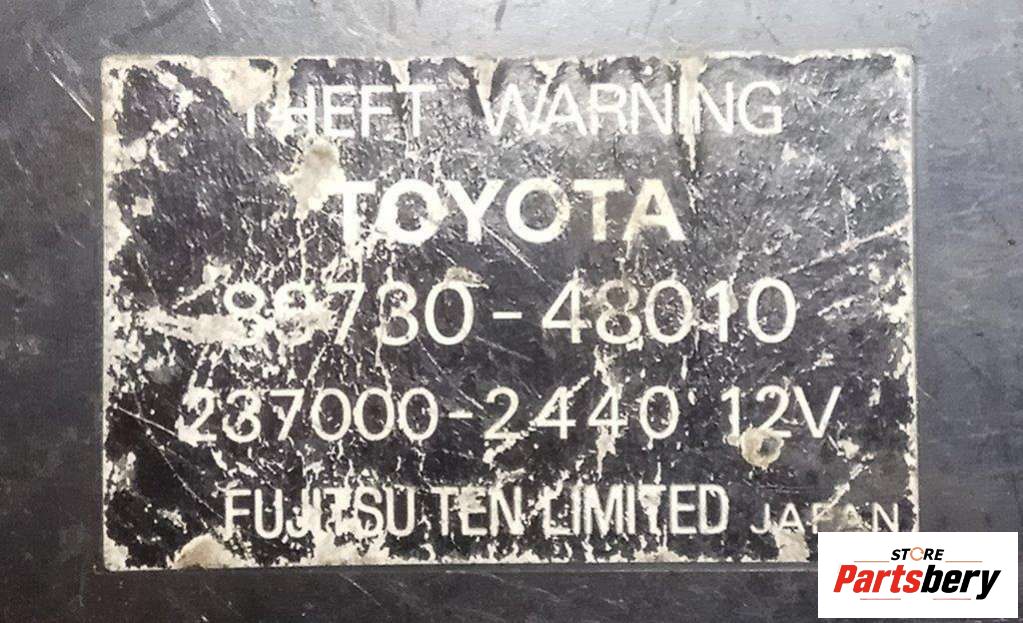 THEFT WARNING
TOYOTA
89730-48010
237000-2440 12V
FUJITSU TEN LIMITED JAPAN
STORE
Partsbery